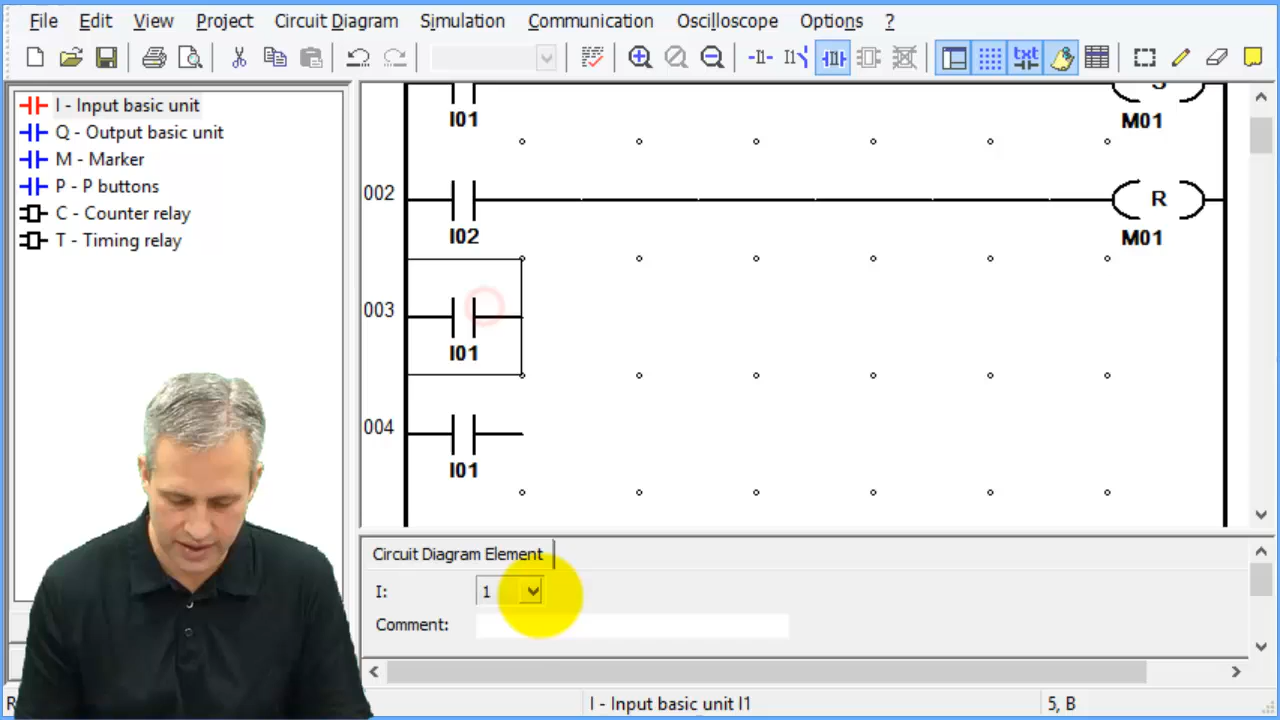 File Edit View Project Circuit Diagram Simulation Communication Oscilloscope Options ?
txt
I - Input basic unit
Q - Output basic unit
M - Marker
P - P buttons
C - Counter relay
T - Timing relay
I01
M01
002
R
I02
M01
003
I01
004
I01
Circuit Diagram Element
I: 1
Comment:
I - Input basic unit I1
5, B